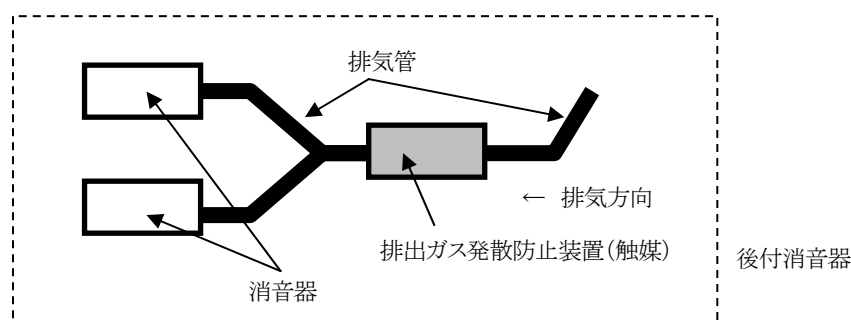 排気管
← 排気方向
排出ガス発散防止装置(触媒)
後付消音器
消音器